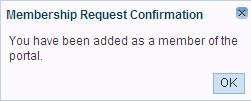 Membership Request Confirmation
You have been added as a member of the
portal.
OK